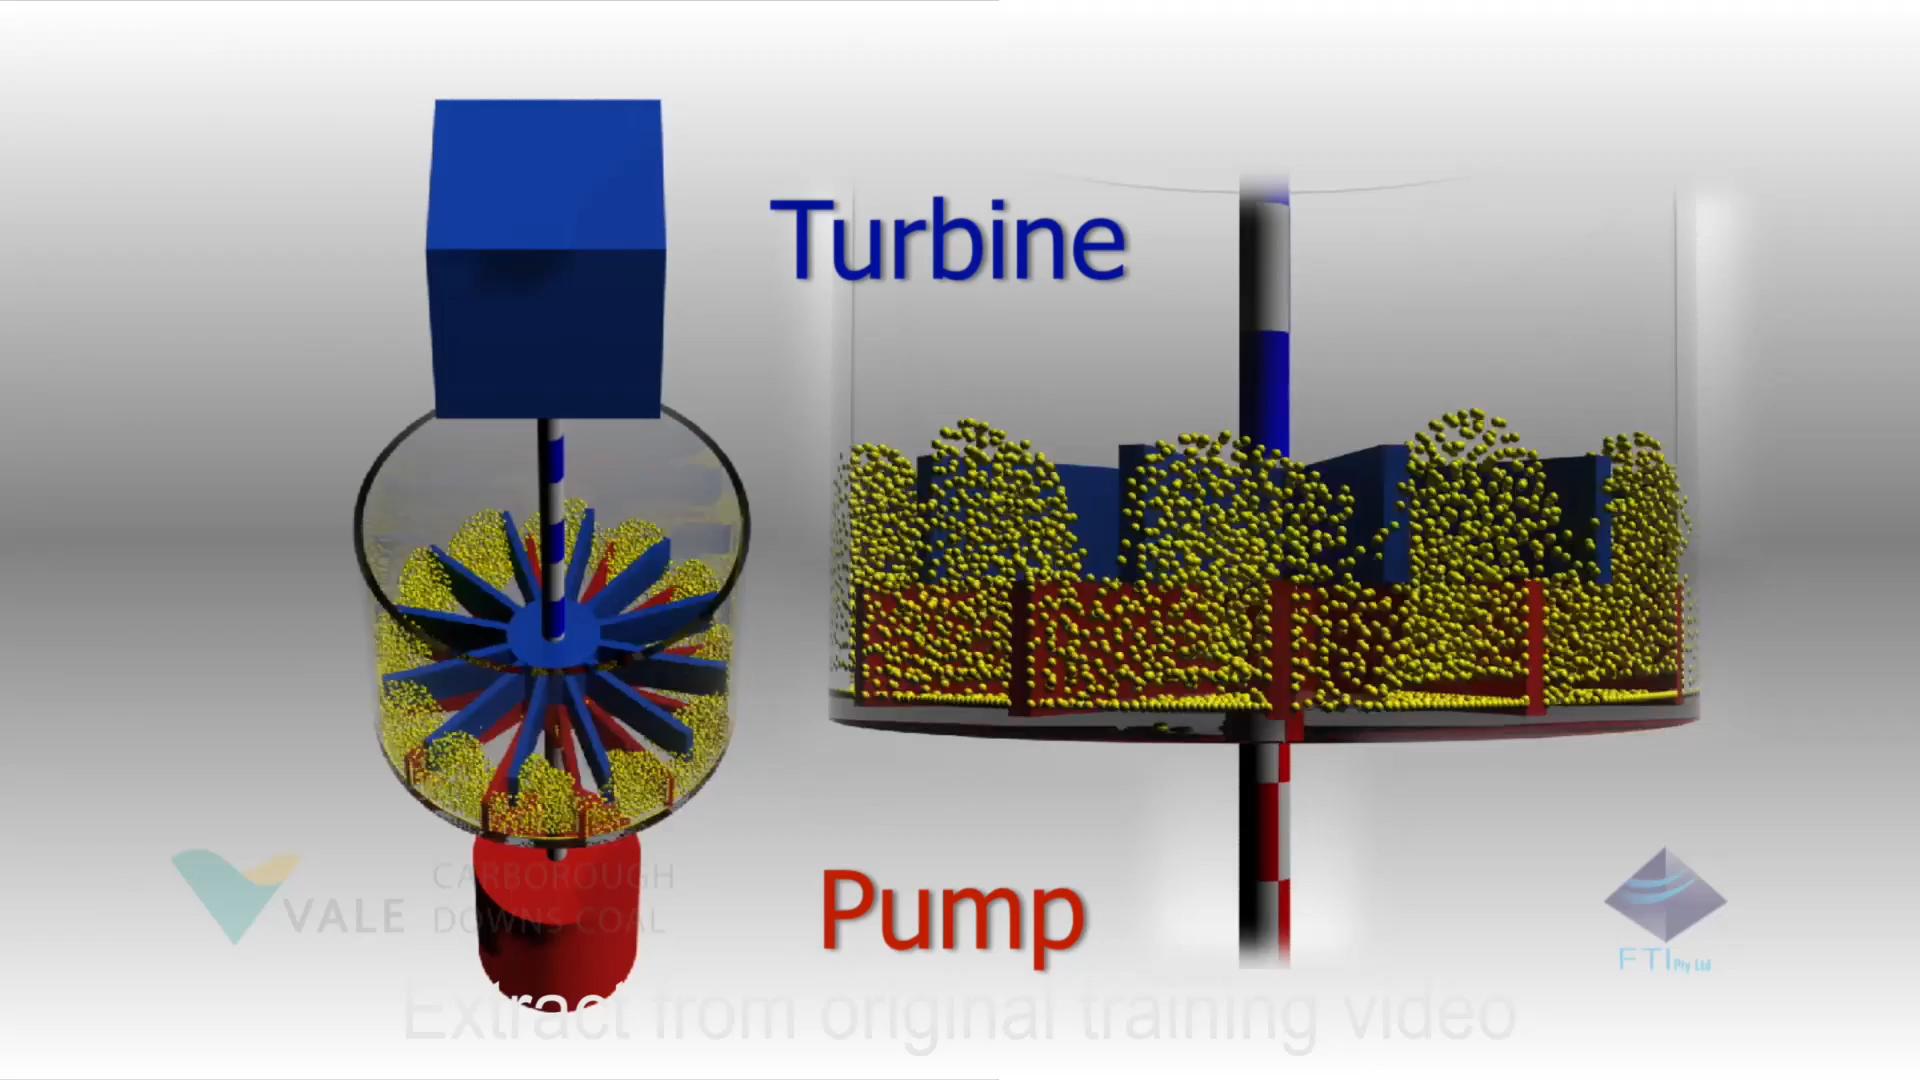 Turbine
Pump
VALE
CARBOROUGH
DOWNS COAL
FTI Pty Ltd
Extract from original training video